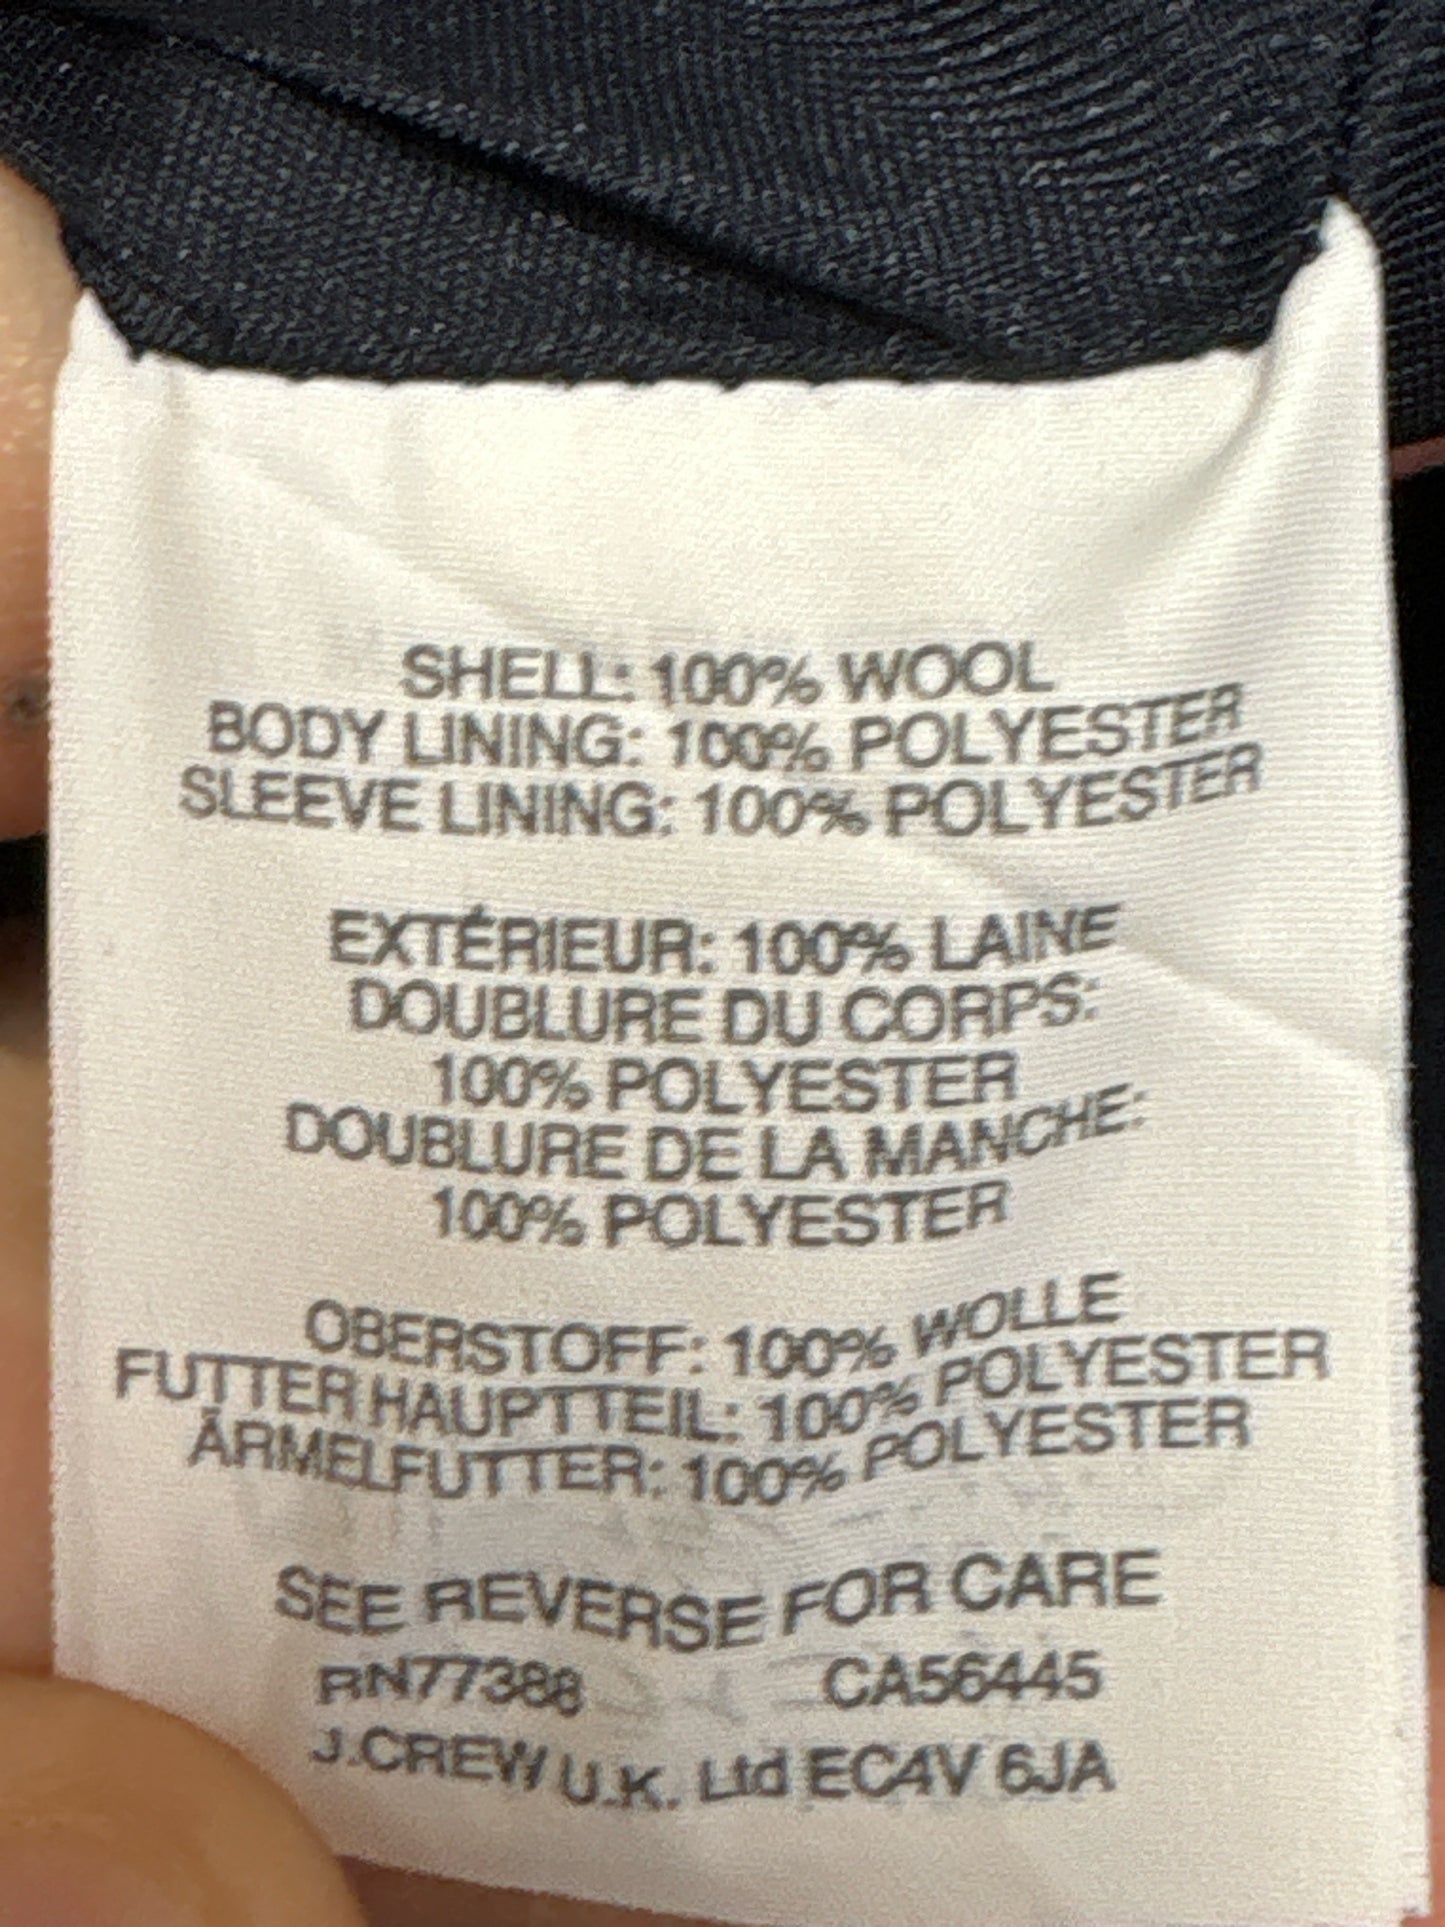 SHELL: 100% WOOL
BODY LINING: 100% POLYESTER
SLEEVE LINING: 100% POLYESTER
EXTÉRIEUR: 100% LAINE
DOUBLURE DU CORPS:
100% POLYESTER
DOUBLURE DE LA MANCHE:
100% POLYESTER
OBERSTOFF: 100% WOLLE
FUTTER HAUPTTEIL: 100% POLYESTER
ÄRMELFUTTER: 100% POLYESTER
SEE REVERSE FOR CARE
RN77388 CA56445
J.CREW U.K. Ltd EC4V 6JA